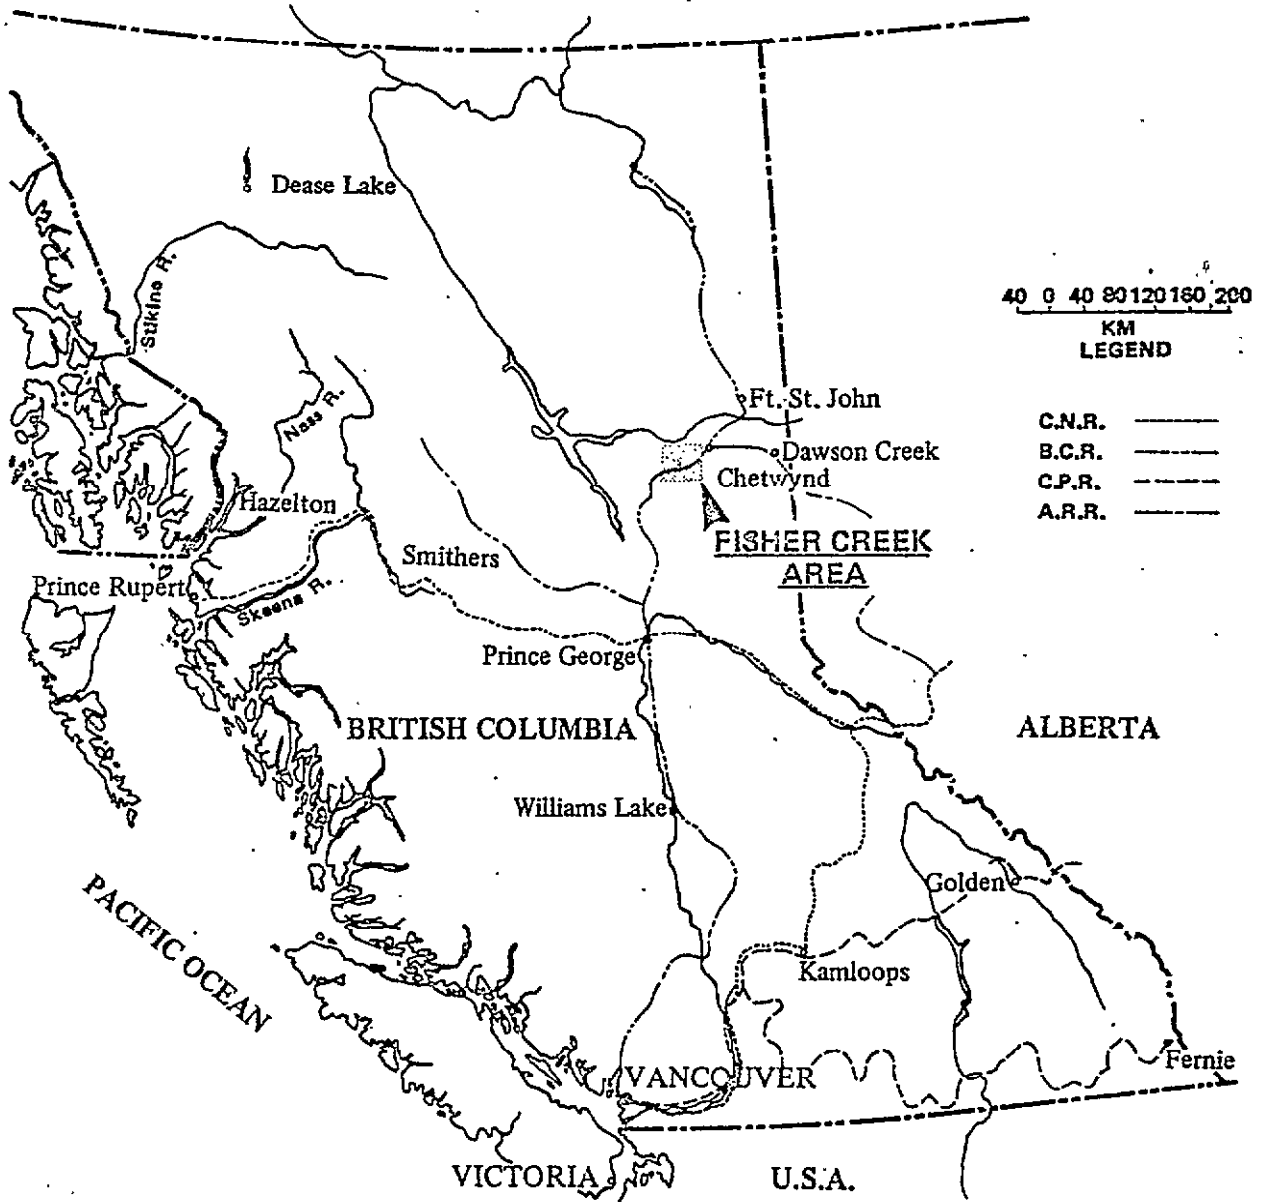 Dease Lake
Stikine R.
40 0 40 80 120 160 200
KM
LEGEND
Nass R.
Ft. St. John
C.N.R.
B.C.R.
C.P.R.
A.R.R.
Dawson Creek
Chetwynd
Hazelton
FISHER CREEK
AREA
Smithers
Prince Rupert
Skeena R.
Prince George
BRITISH COLUMBIA
ALBERTA
Williams Lake
PACIFIC OCEAN
Golden
Kamloops
Fernie
VANCOUVER
VICTORIA
U.S.A.